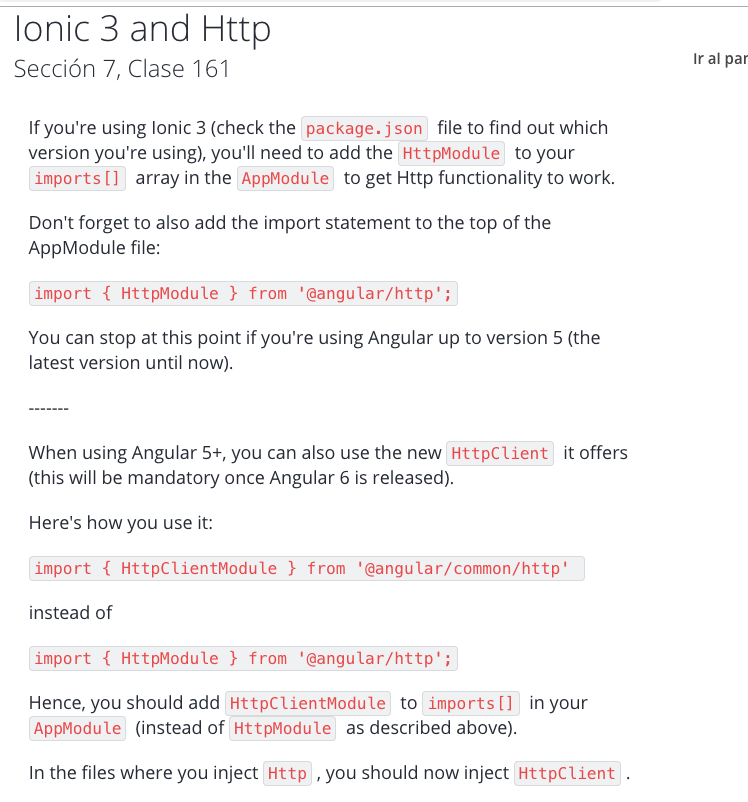 Ionic 3 and Http
Sección 7, Clase 161
Ir al par
If you're using Ionic 3 (check the package.json file to find out which
version you're using), you'll need to add the HttpModule to your
imports[] array in the AppModule to get Http functionality to work.
Don't forget to also add the import statement to the top of the
AppModule file:
import { HttpModule } from '@angular/http';
You can stop at this point if you're using Angular up to version 5 (the
latest version until now).
-------
When using Angular 5+, you can also use the new HttpClient it offers
(this will be mandatory once Angular 6 is released).
Here's how you use it:
import { HttpClientModule } from '@angular/common/http'
instead of
import { HttpModule } from '@angular/http';
Hence, you should add HttpClientModule to imports[] in your
AppModule (instead of HttpModule as described above).
In the files where you inject Http , you should now inject HttpClient .